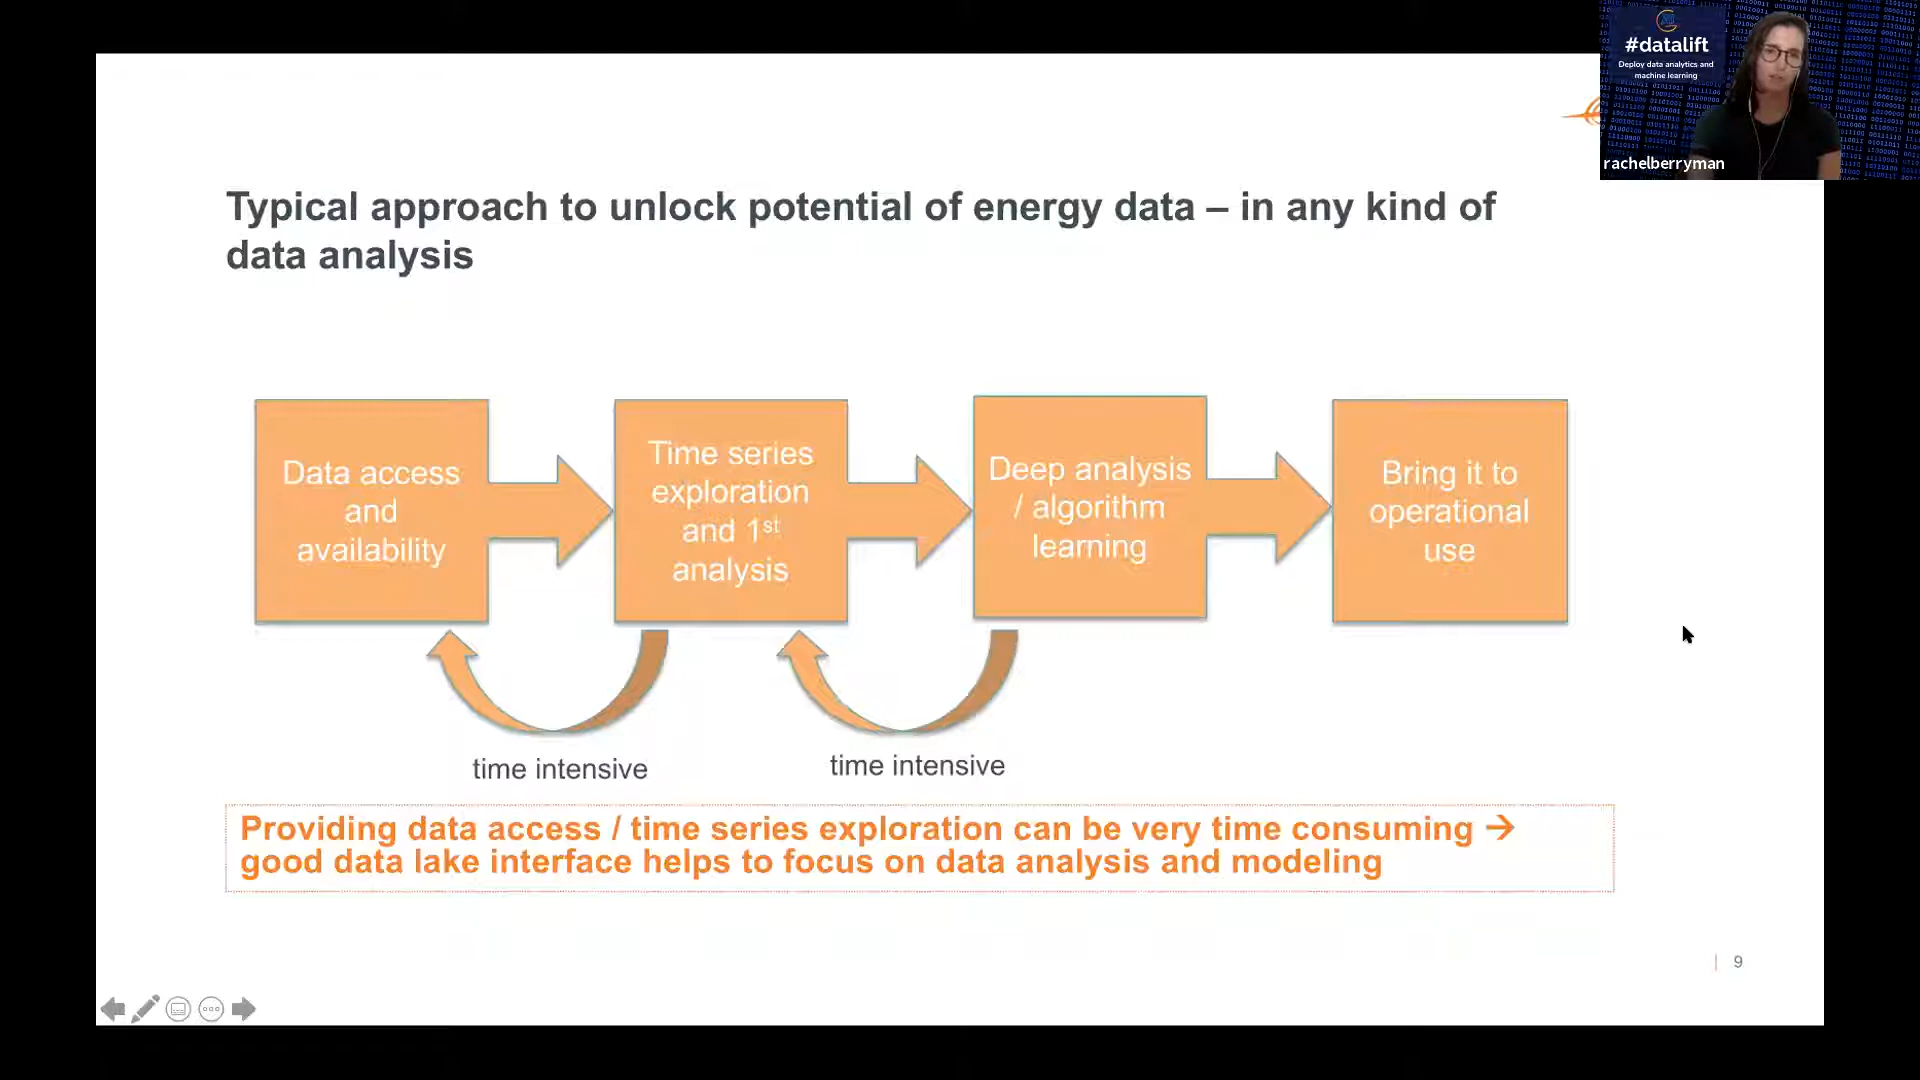 #datalift
Deploy data analytics and
machine learning
rachelberryman
Typical approach to unlock potential of energy data – in any kind of
data analysis
Data access
and
availability
Time series
exploration
and 1st
analysis
Deep analysis
/ algorithm
learning
Bring it to
operational
use
time intensive
time intensive
Providing data access / time series exploration can be very time consuming →
good data lake interface helps to focus on data analysis and modeling
9